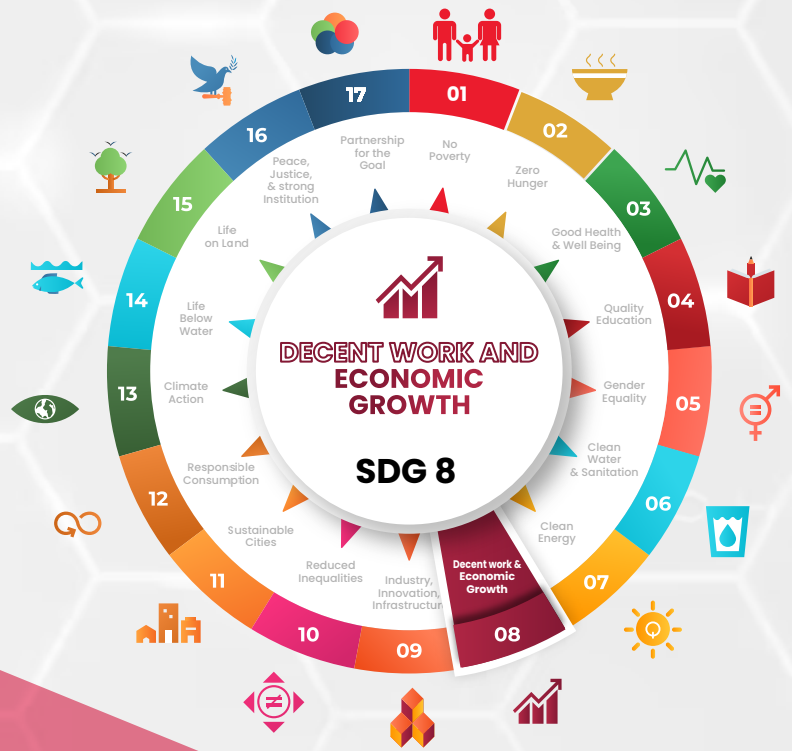 17
01
02
03
04
05
06
07
08
09
10
11
12
13
14
15
16
Partnership
for the
Goal
No
Poverty
Zero
Hunger
Good Health
& Well Being
Quality
Education
Gender
Equality
Clean
Water
& Sanitation
Clean
Energy
Decent work &
Economic
Growth
Industry,
Innovation,
Infrastructur
Reduced
Inequalities
Sustainable
Cities
Responsible
Consumption
Climate
Action
Life
Below
Water
Life
on Land
Peace,
Justice,
& strong
Institution
DECENT WORK AND
ECONOMIC
GROWTH
SDG 8